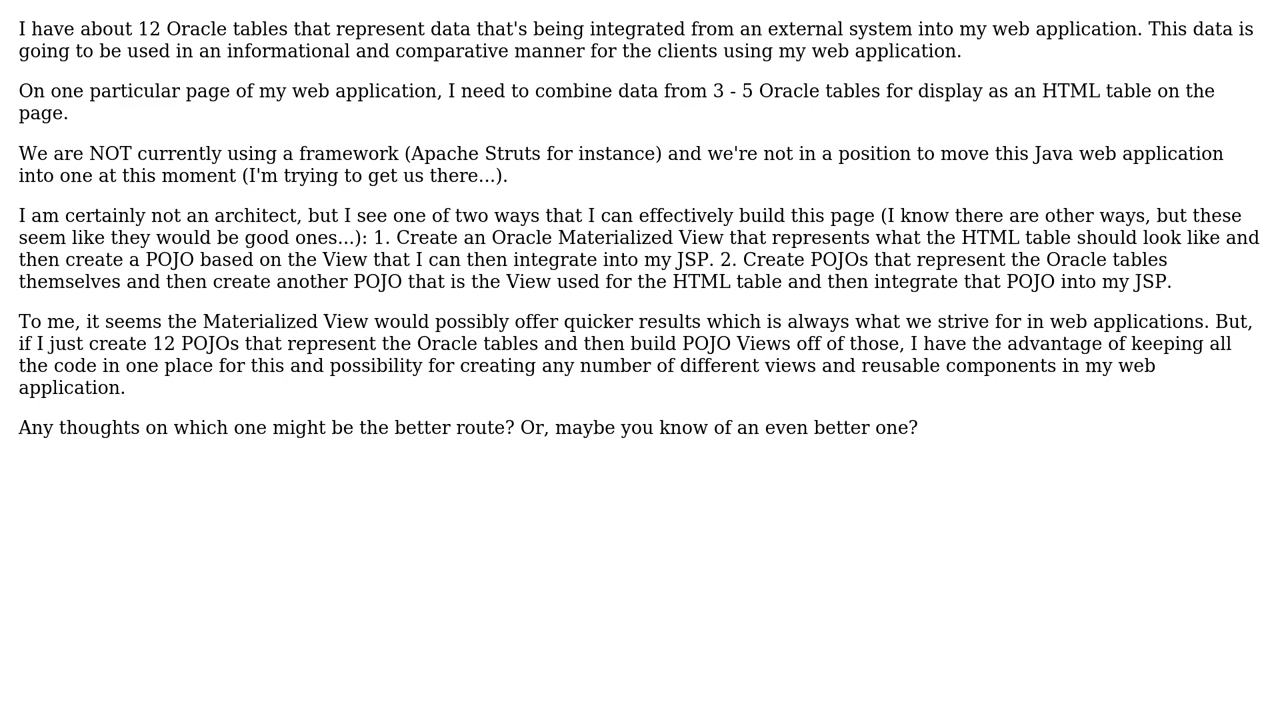 I have about 12 Oracle tables that represent data that's being integrated from an external system into my web application. This data is
going to be used in an informational and comparative manner for the clients using my web application.
On one particular page of my web application, I need to combine data from 3 - 5 Oracle tables for display as an HTML table on the
page.
We are NOT currently using a framework (Apache Struts for instance) and we're not in a position to move this Java web application
into one at this moment (I'm trying to get us there...).
I am certainly not an architect, but I see one of two ways that I can effectively build this page (I know there are other ways, but these
seem like they would be good ones...): 1. Create an Oracle Materialized View that represents what the HTML table should look like and
then create a POJO based on the View that I can then integrate into my JSP. 2. Create POJOs that represent the Oracle tables
themselves and then create another POJO that is the View used for the HTML table and then integrate that POJO into my JSP.
To me, it seems the Materialized View would possibly offer quicker results which is always what we strive for in web applications. But,
if I just create 12 POJOs that represent the Oracle tables and then build POJO Views off of those, I have the advantage of keeping all
the code in one place for this and possibility for creating any number of different views and reusable components in my web
application.
Any thoughts on which one might be the better route? Or, maybe you know of an even better one?